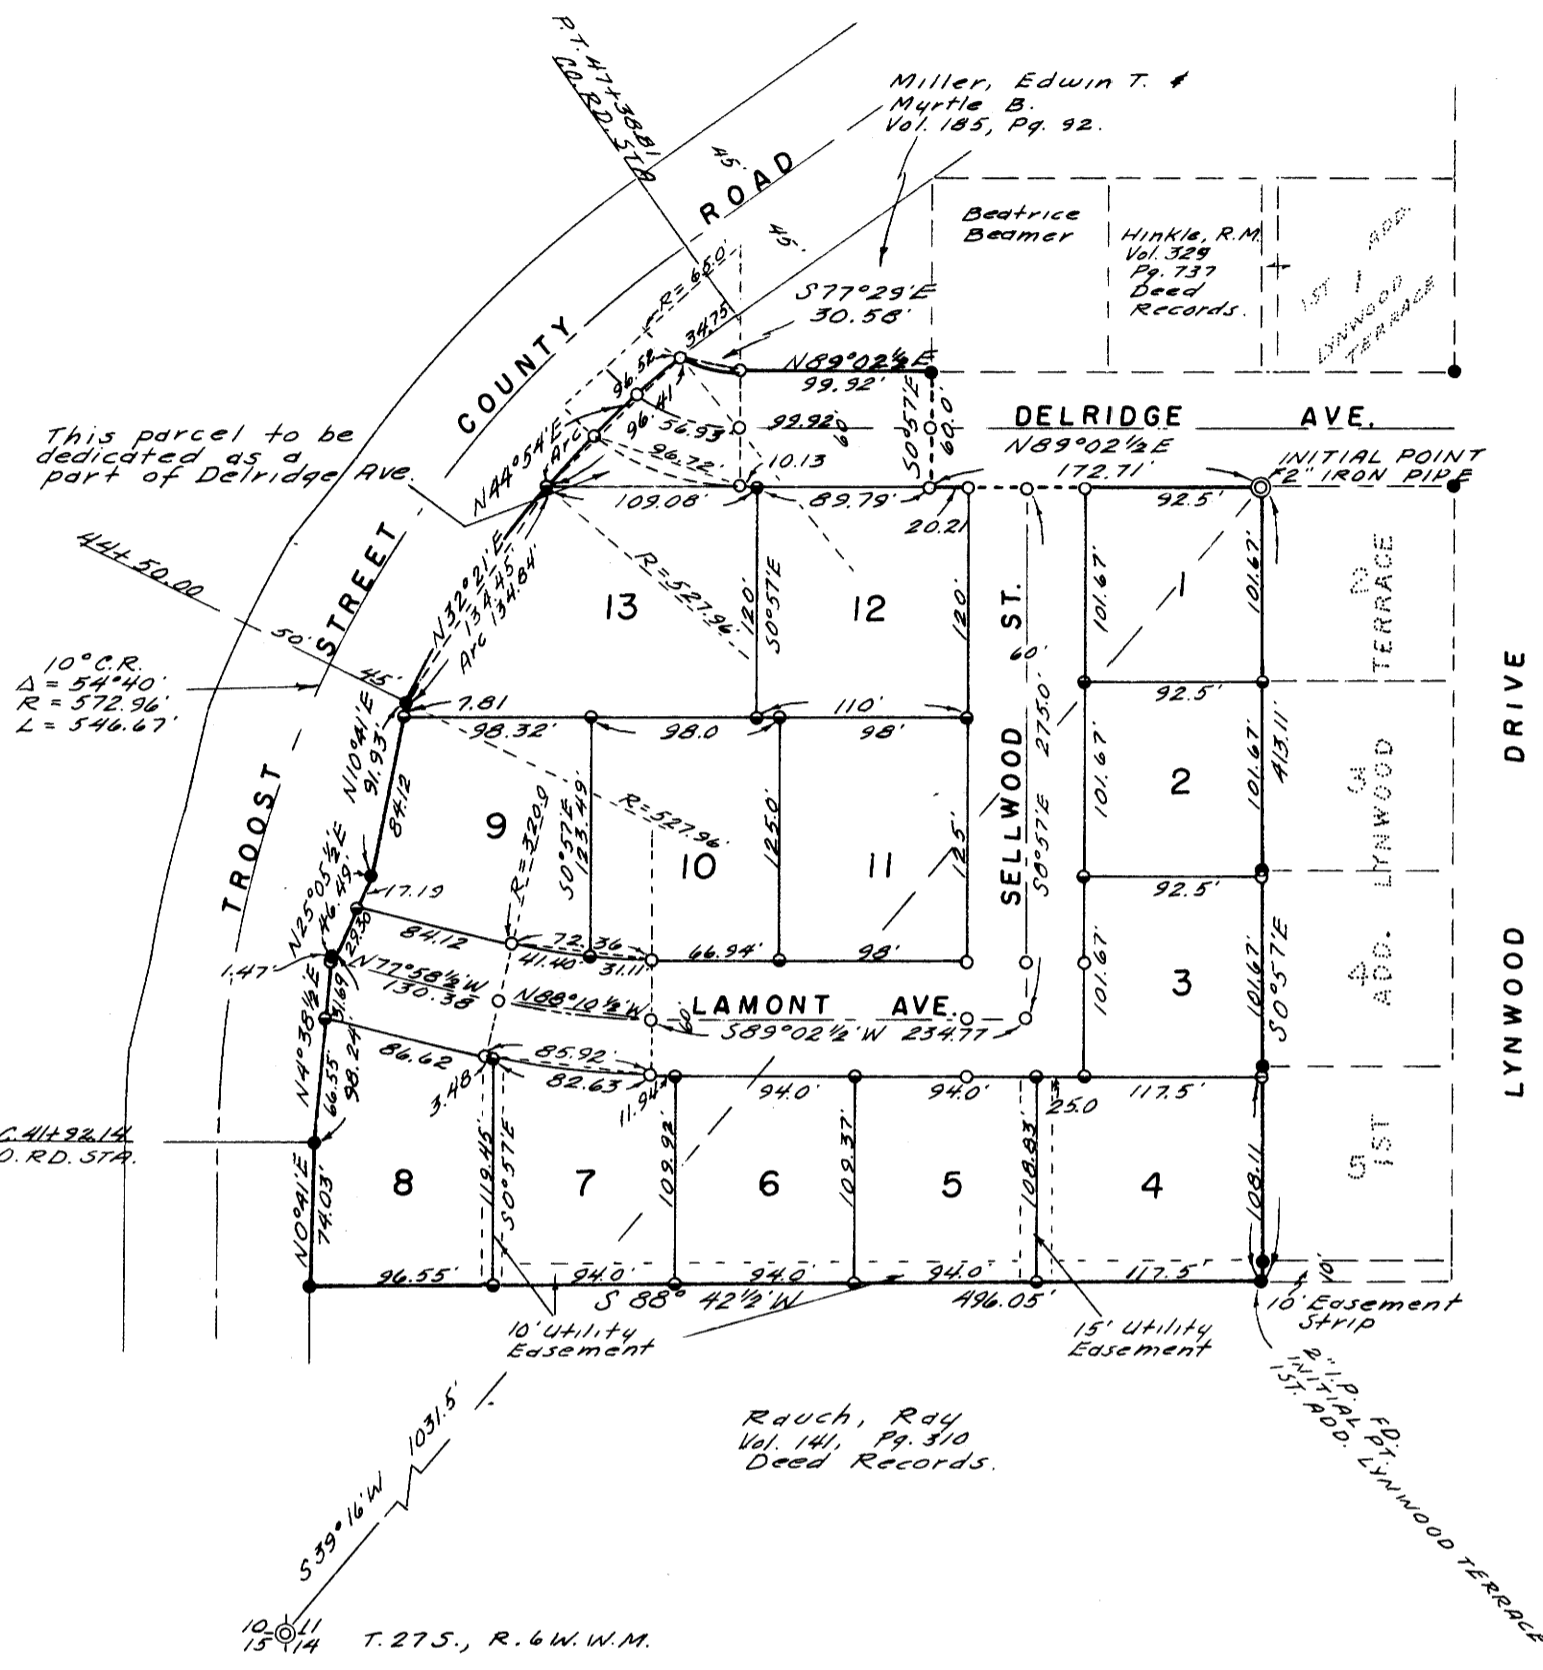 P.T. 47+38.81
CO. RD. STA
Miller, Edwin T. &
Myrtle B.
Vol. 185, Pg. 92.
45'
ROAD
45'
Beatrice
Beamer
Hinkle, R.M.
Vol. 329
Pg. 737
Deed
Records.
1ST 1 ADD.
LYNWOOD
TERRACE
R=65.0'
S77°29'E
30.58'
34.75
COUNTY
96.52
N89°02½'E
99.92'
96.41
Arc
56.93
99.92
60'
S0°57'E
60.0'
DELRIDGE AVE.
N89°02½E
172.71'
INITIAL POINT
2" IRON PIPE
This parcel to be
dedicated as a
part of Delridge Ave.
N44°54'E
96.72
10.13
109.08'
89.79'
20.21
92.5'
44+50.00
STREET
N32°21'E
134.45'
Arc 134.84'
R=527.96'
13
120'
S0°57'E
12
120'
ST.
60'
101.67'
1
101.67'
2
TERRACE
50'
45'
10° C.R.
Δ = 54°40'
R = 572.96'
L = 546.67'
7.81
98.32'
98.0
110'
98'
92.5'
DRIVE
N10°41'E
91.93'
84.12
TROOST
9
R=320.0
S0°57'E
123.49'
R=527.96'
10
125.0'
11
125'
SELLWOOD
S0°57'E 275.50'
101.67'
2
101.67'
413.11'
3
LYNWOOD
17.19
92.5'
N25°05½'E
46.49'
29.30
84.12
72.36
41.40
31.11'
66.94'
98'
1.47'
N77°58½'W
130.38
N88°10½'W
LAMONT AVE.
60'
S89°02½'W 234.77
101.67'
3
101.67'
S0°57'E
4
ADD.
LYNWOOD
N4°38½'E
31.69
98.24'
66.55'
86.62
3.48
85.92'
82.63
11.94
94.0'
94.0'
25.0
117.5'
C. 41+92.14
O. RD. STA.
N0°41'E
74.03'
8
119.45'
S0°57'E
7
109.92'
6
109.37'
5
108.83'
4
108.11
5
1ST
96.55'
94.0'
94.0'
94.0'
117.5'
10'
S 88° 42½'W
496.05'
10' Utility
Easement
15' Utility
Easement
10' Easement
Strip
2" I.P. FD.
INITIAL PT.
1ST. ADD. LYNWOOD TERRACE
Rauch, Ray
Vol. 141, Pg. 310
Deed Records.
S39°16'W 1031.5'
10 11
15 14
T. 27 S., R. 6 W. W.M.